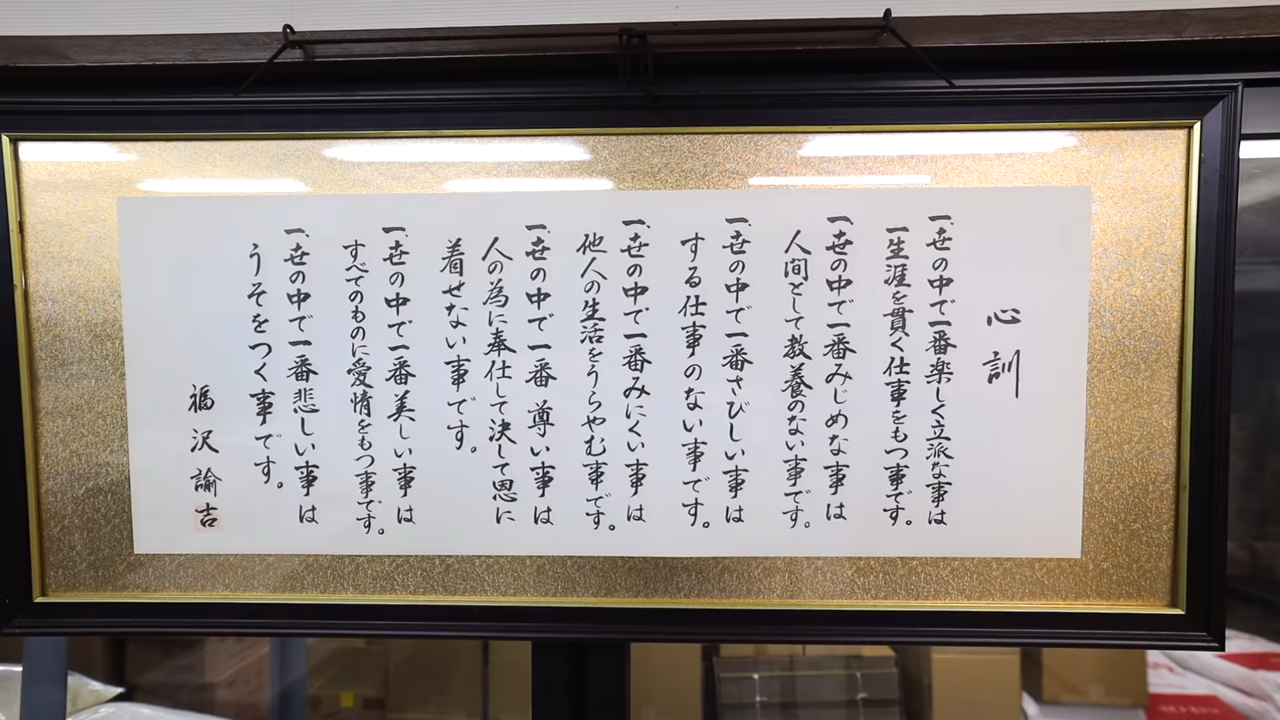 心訓
一、世の中で一番楽しく立派な事は
一生涯を貫く仕事をもつ事です。
一、世の中で一番みじめな事は
人間として教養のない事です。
一、世の中で一番さびしい事は
する仕事のない事です。
一、世の中で一番みにくい事は
他人の生活をうらやむ事です。
一、世の中で一番尊い事は
人の為に奉仕して決して恩に
着せない事です。
一、世の中で一番美しい事は
すべてのものに愛情をもつ事です。
一、世の中で一番悲しい事は
うそをつく事です。
福沢諭吉